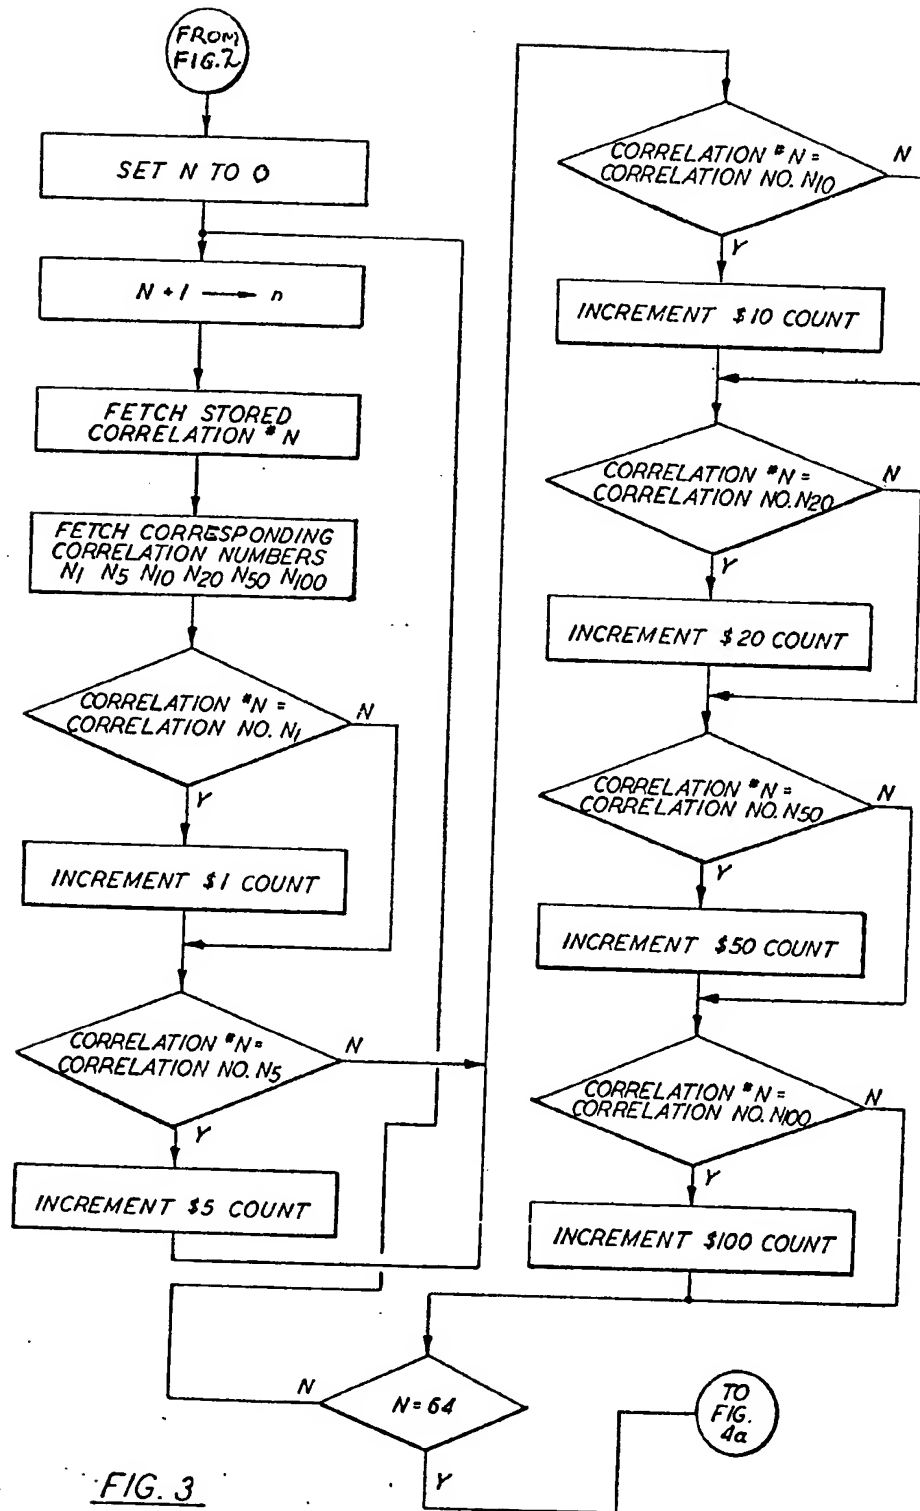 FROM
FIG. 2
SET N TO 0
N + 1 → n
FETCH STORED
CORRELATION # N
FETCH CORRESPONDING
CORRELATION NUMBERS
N1 N5 N10 N20 N50 N100
CORRELATION #N =
CORRELATION NO. N1
N
Y
INCREMENT $1 COUNT
CORRELATION #N =
CORRELATION NO. N5
N
Y
INCREMENT $5 COUNT
CORRELATION #N =
CORRELATION NO. N10
N
Y
INCREMENT $10 COUNT
CORRELATION #N =
CORRELATION NO. N20
N
Y
INCREMENT $20 COUNT
CORRELATION #N =
CORRELATION NO. N50
N
Y
INCREMENT $50 COUNT
CORRELATION #N =
CORRELATION NO. N100
N
Y
INCREMENT $100 COUNT
N = 64
N
Y
TO
FIG.
4a
FIG. 3